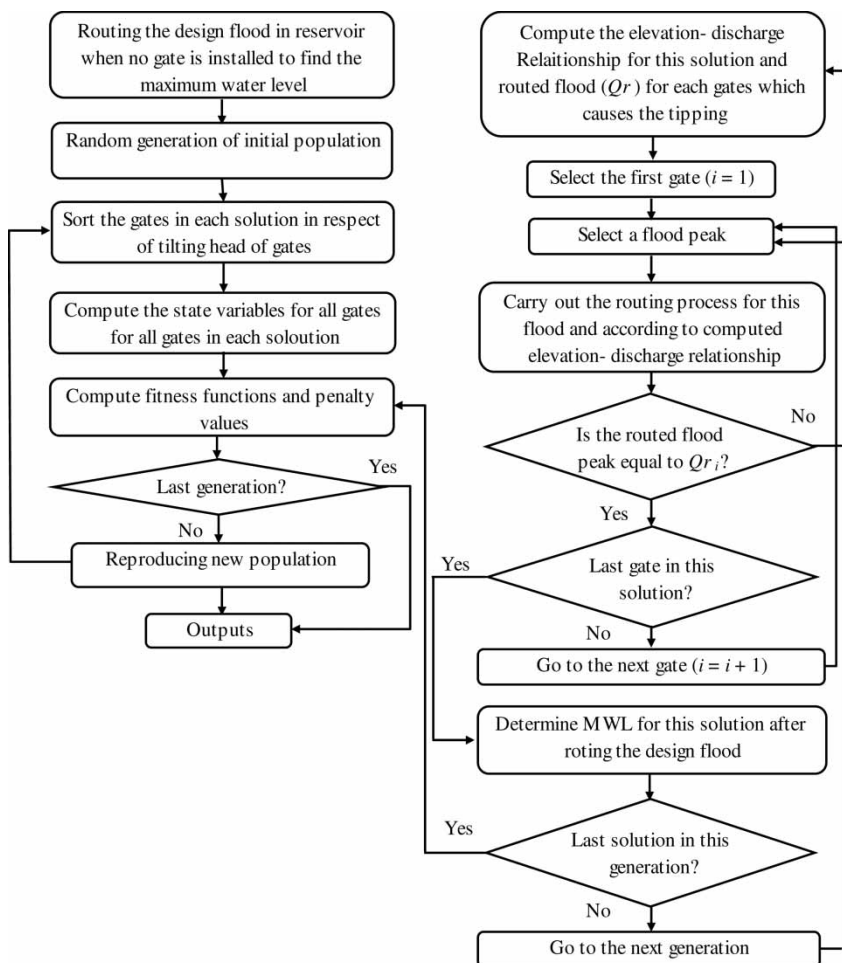 Routing the design flood in reservoir
when no gate is installed to find the
maximum water level
Random generation of initial population
Sort the gates in each solution in respect
of tilting head of gates
Compute the state variables for all gates
for all gates in each soloution
Compute fitness functions and penalty
values
Last generation?
Yes
No
Reproducing new population
Outputs
Compute the elevation- discharge
Relaitionship for this solution and
routed flood (Qr) for each gates which
causes the tipping
Select the first gate (i = 1)
Select a flood peak
Carry out the routing process for this
flood and according to computed
elevation- discharge relationship
Is the routed flood
peak equal to Qr i?
No
Yes
Last gate in this
solution?
Yes
No
Go to the next gate (i = i + 1)
Determine MWL for this solution after
roting the design flood
Last solution in this
generation?
Yes
No
Go to the next generation